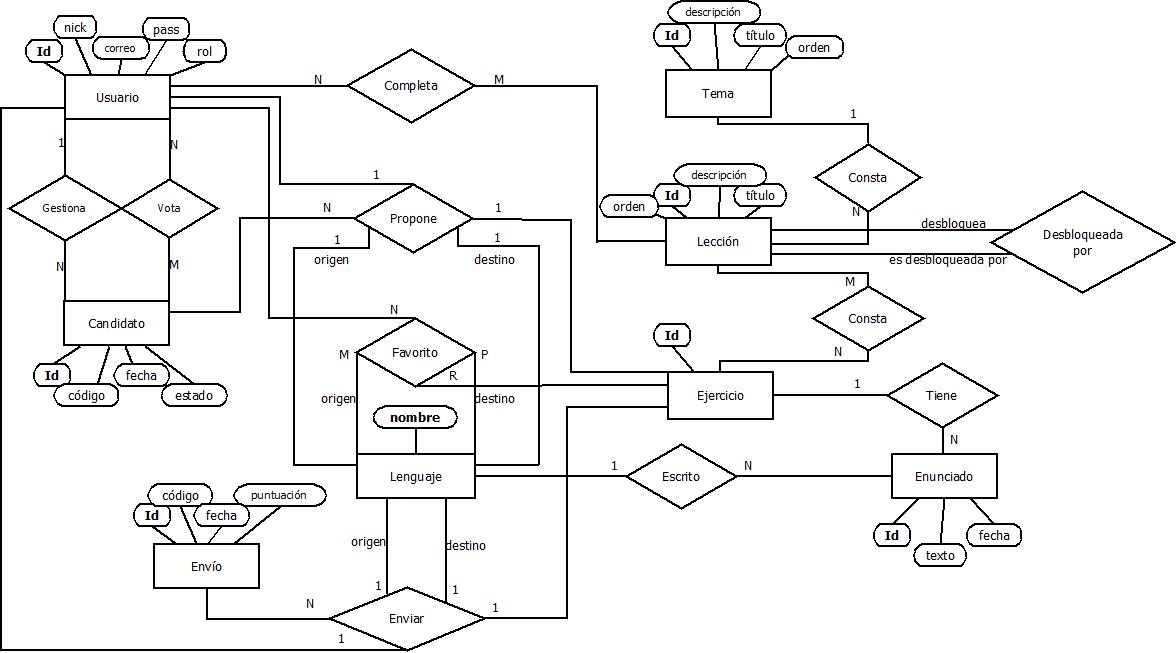 descripción
Id
título
orden
Tema
nick
pass
Id
correo
rol
Usuario
N
Completa
M
1
1
N
Gestiona
Vota
N
M
1
N
Propone
1
1
origen
1
destino
descripción
Id
título
orden
Lección
Consta
N
desbloquea
es desbloqueada por
Desbloqueada
por
M
Consta
N
Candidato
Id
código
fecha
estado
N
M
Favorito
P
R
origen
destino
nombre
Lenguaje
Id
Ejercicio
1
Tiene
N
1
Escrito
N
Enunciado
Id
texto
fecha
código
puntuación
Id
fecha
Envío
origen
destino
1
1
N
Enviar
1
1